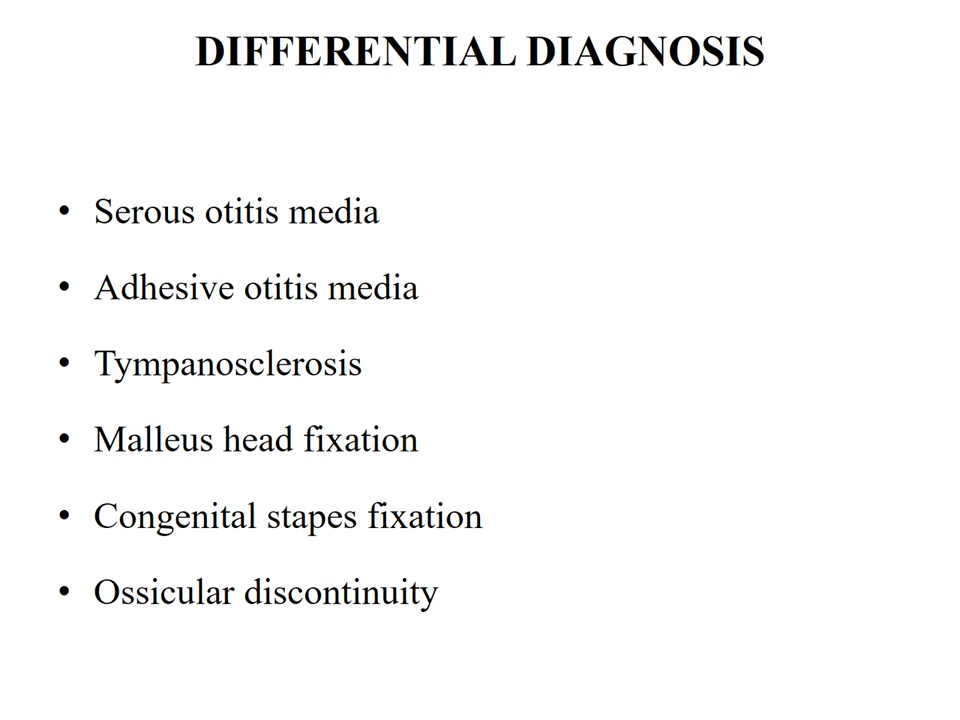 DIFFERENTIAL DIAGNOSIS
• Serous otitis media
• Adhesive otitis media
• Tympanosclerosis
• Malleus head fixation
• Congenital stapes fixation
• Ossicular discontinuity